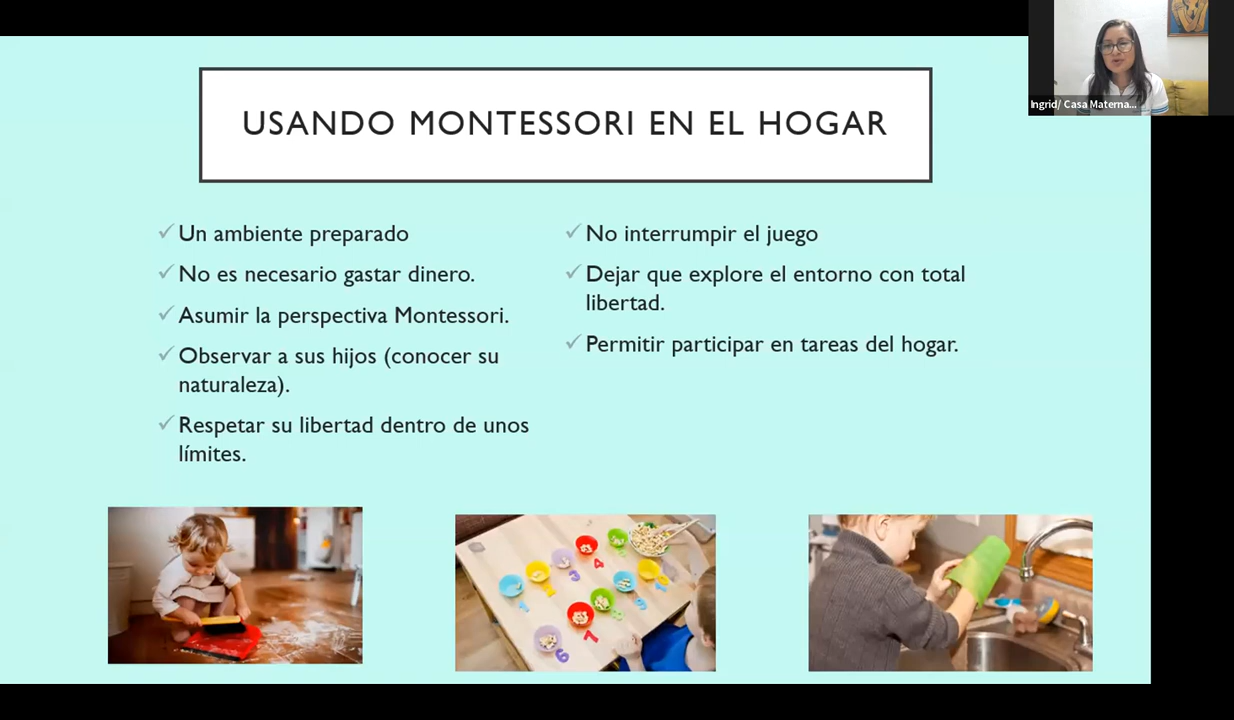 USANDO MONTESSORI EN EL HOGAR
Un ambiente preparado
No es necesario gastar dinero.
Asumir la perspectiva Montessori.
Observar a sus hijos (conocer su
naturaleza).
Respetar su libertad dentro de unos
límites.
No interrumpir el juego
Dejar que explore el entorno con total
libertad.
Permitir participar en tareas del hogar.
Ingrid/ Casa Materna...